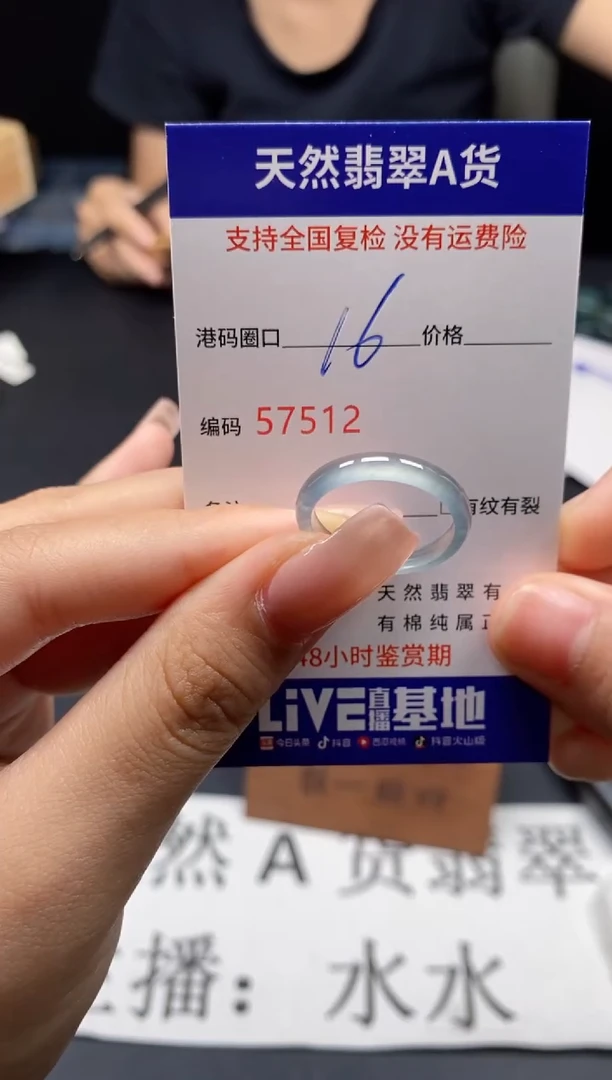 天然翡翠A货
支持全国复检 没有运费险
港码圈口 16 价格
编码 57512
有纹有裂
天然翡翠有
有棉纯属正
48小时鉴赏期
LiVE直播基地
今日头条 抖音 西瓜视频 抖音火山版
然A货翡翠
主播：水水